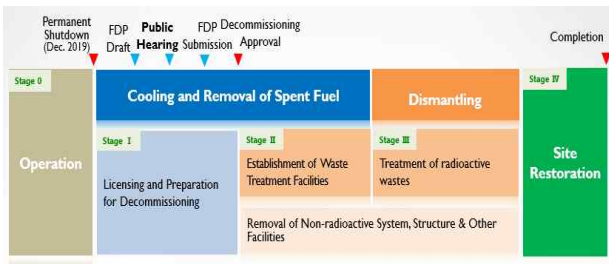 Permanent
Shutdown
(Dec. 2019)
FDP
Draft
Public
Hearing
FDP
Submission
Decommissioning
Approval
Completion
Stage 0
Operation
Cooling and Removal of Spent Fuel
Dismantling
Stage IV
Site
Restoration
Stage I
Licensing and Preparation
for Decommissioning
Stage II
Establishment of Waste
Treatment Facilities
Stage III
Treatment of radioactive
wastes
Removal of Non-radioactive System, Structure & Other
Facilities